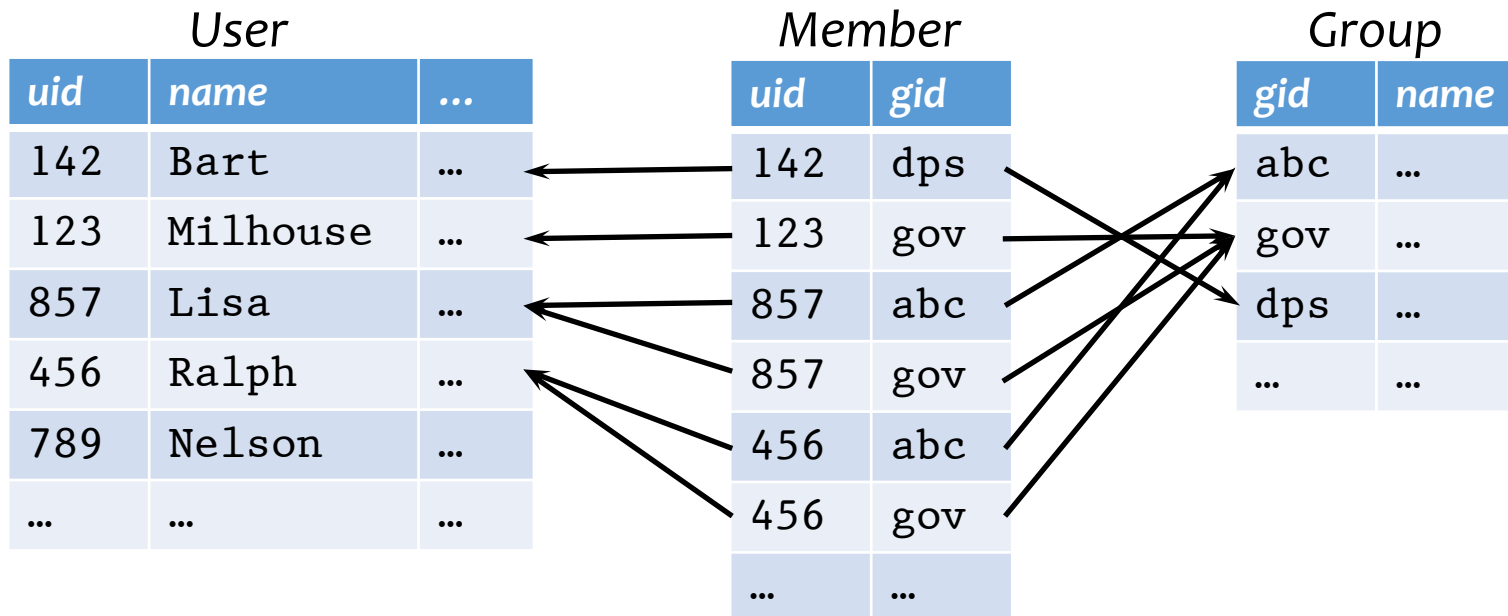 User
uid name ...
142 Bart ...
123 Milhouse ...
857 Lisa ...
456 Ralph ...
789 Nelson ...
... ... ...
Member
uid gid
142 dps
123 gov
857 abc
857 gov
456 abc
456 gov
... ...
Group
gid name
abc ...
gov ...
dps ...
... ...